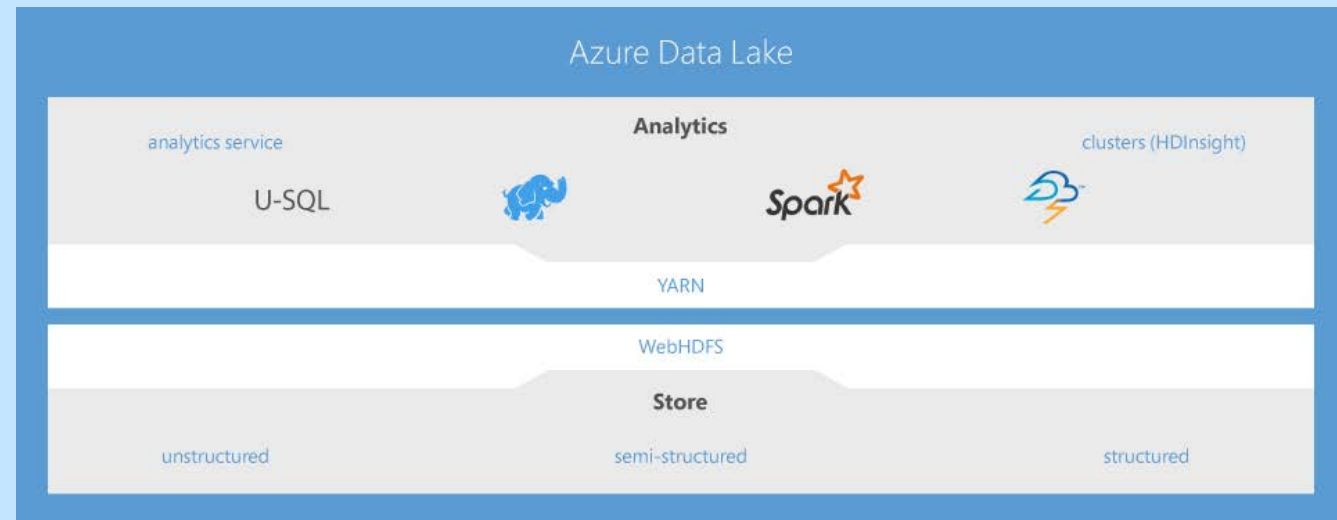 Azure Data Lake
Analytics
analytics service
clusters (HDInsight)
U-SQL
Spark
YARN
WebHDFS
Store
unstructured
semi-structured
structured